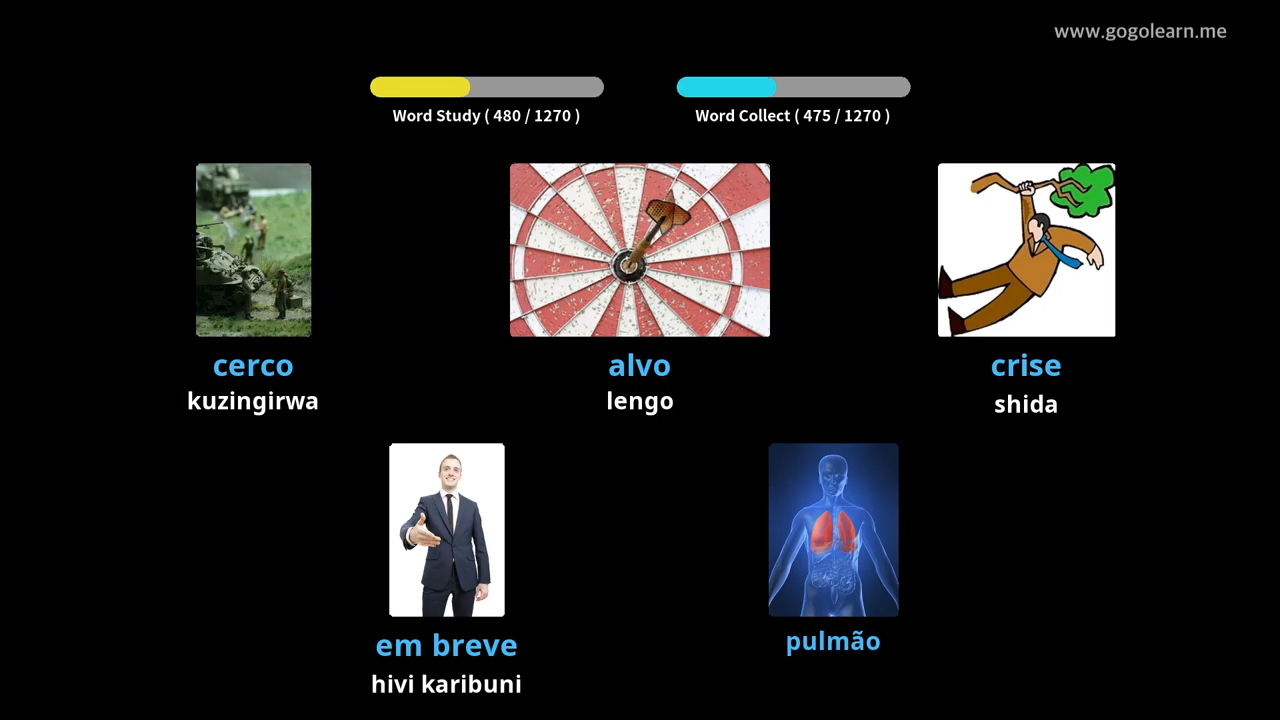 www.gogolearn.me
Word Study ( 480 / 1270 )
Word Collect ( 475 / 1270 )
cerco
kuzingirwa
alvo
lengo
crise
shida
em breve
hivi karibuni
pulmão